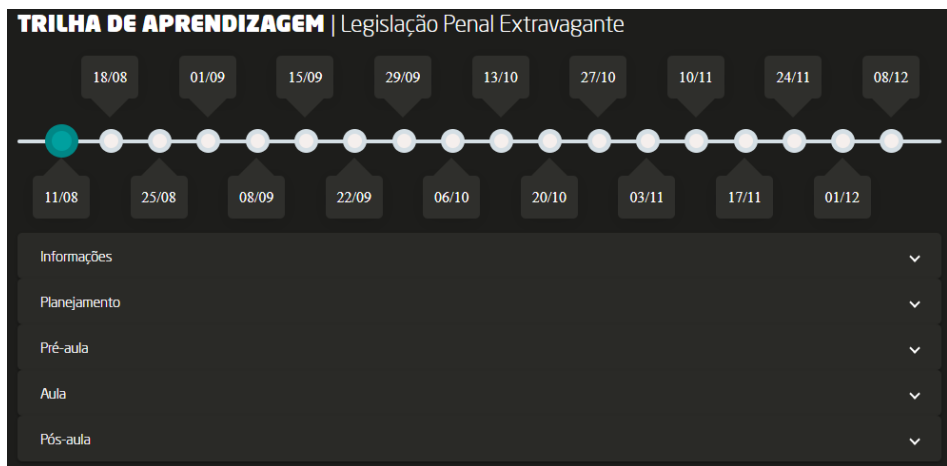 TRILHA DE APRENDIZAGEM | Legislação Penal Extravagante
18/08 01/09 15/09 29/09 13/10 27/10 10/11 24/11 08/12
11/08 25/08 08/09 22/09 06/10 20/10 03/11 17/11 01/12
Informações
Planejamento
Pré-aula
Aula
Pós-aula